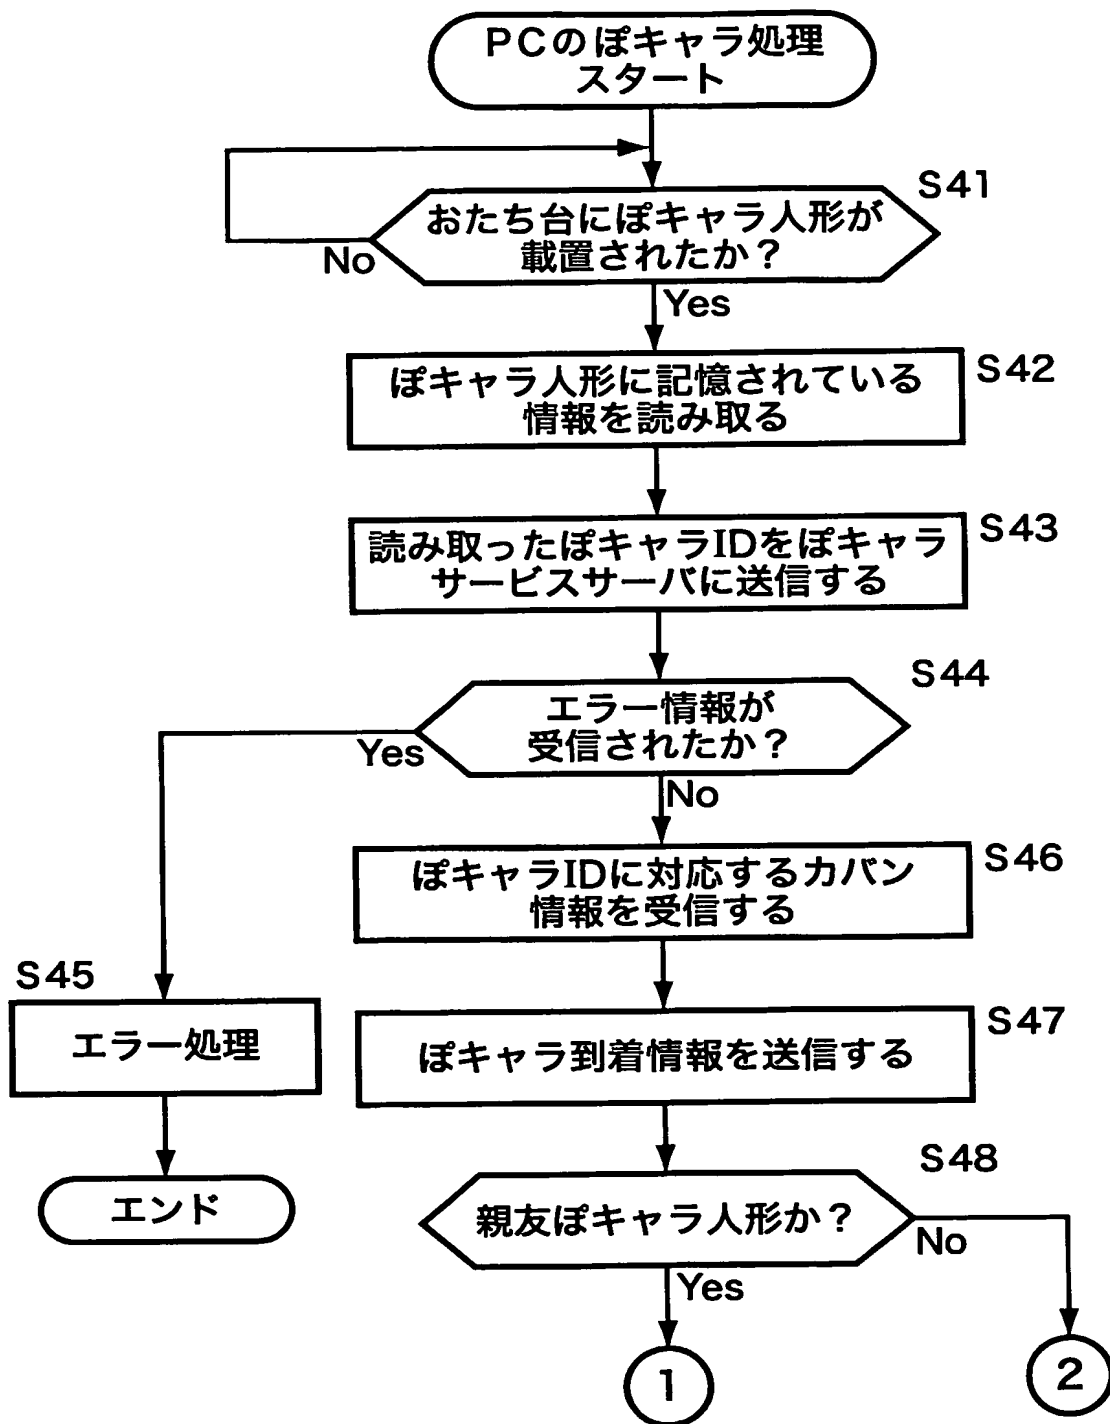 PCのぽキャラ処理
スタート
S41
おたち台にぽキャラ人形が
載置されたか？
No
Yes
S42
ぽキャラ人形に記憶されている
情報を読み取る
S43
読み取ったぽキャラIDをぽキャラ
サービスサーバに送信する
S44
エラー情報が
受信されたか？
Yes
No
S46
ぽキャラIDに対応するカバン
情報を受信する
S45
エラー処理
S47
ぽキャラ到着情報を送信する
エンド
S48
親友ぽキャラ人形か？
No
Yes
1
2